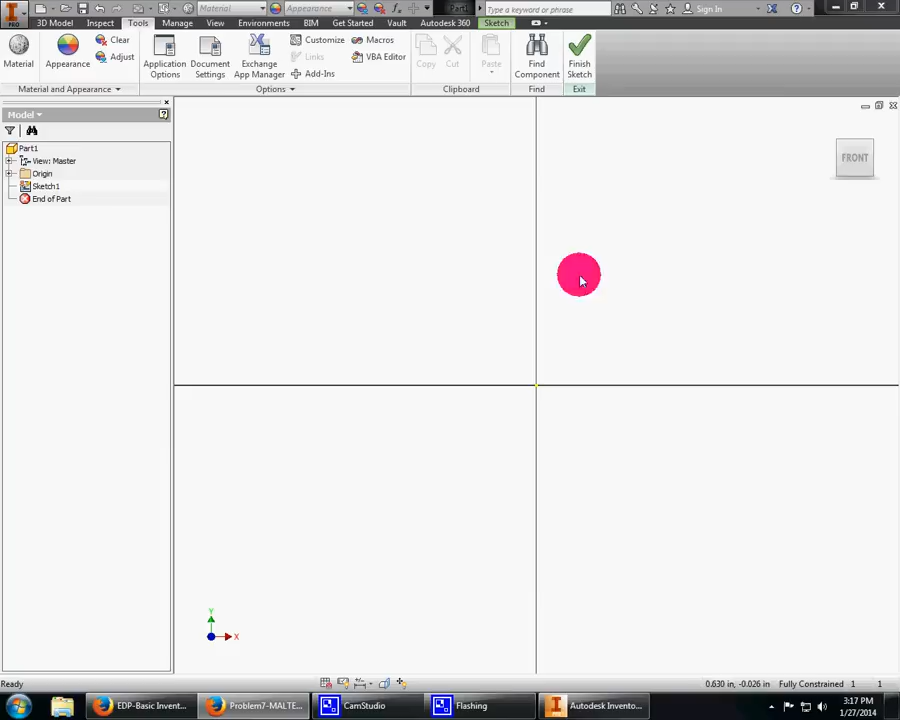 Material
Appearance
Part1
Type a keyword or phrase
Sign In
PRO
3D Model
Inspect
Tools
Manage
View
Environments
BIM
Get Started
Vault
Autodesk 360
Sketch
Material
Appearance
Clear
Adjust
Application Options
Document Settings
Exchange App Manager
Customize
Links
Add-Ins
Macros
VBA Editor
Copy
Cut
Paste
Find Component
Finish Sketch
Material and Appearance
Options
Clipboard
Find
Exit
Model
Part1
View: Master
Origin
Sketch1
End of Part
FRONT
Y
X
Ready
0.630 in, -0.026 in
Fully Constrained
1
1
EDP-Basic Invent...
Problem7-MALTE...
CamStudio
Flashing
Autodesk Invento...
3:17 PM
1/27/2014